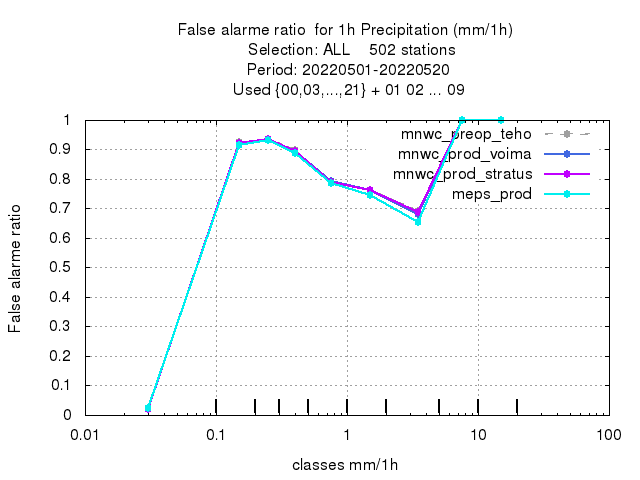 False alarme ratio  for 1h Precipitation (mm/1h)
Selection: ALL    502 stations
Period: 20220501-20220520
Used {00,03,...,21} + 01 02 ... 09
mnwc_preop_teho
mnwc_prod_voima
mnwc_prod_stratus
meps_prod
False alarme ratio
1
0.9
0.8
0.7
0.6
0.5
0.4
0.3
0.2
0.1
0
0.01 0.1 1 10 100
classes mm/1h